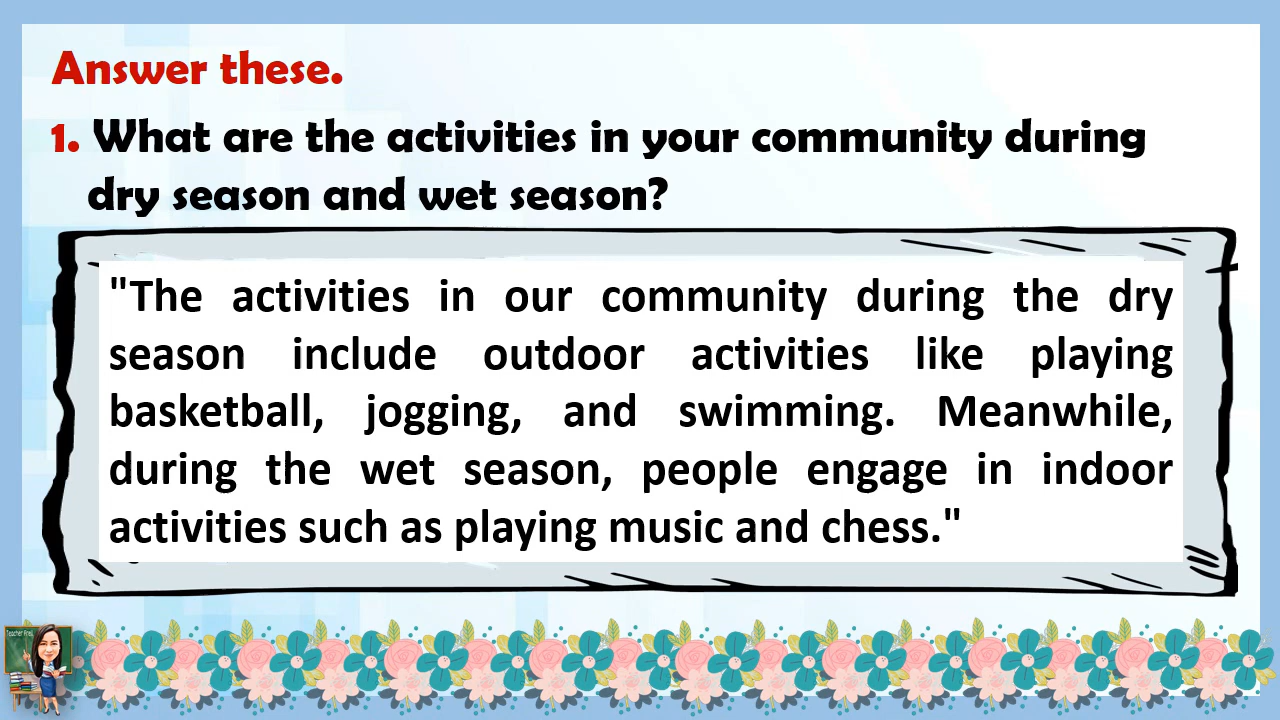 Answer these.
1. What are the activities in your community during
dry season and wet season?
"The activities in our community during the dry
season include outdoor activities like playing
basketball, jogging, and swimming. Meanwhile,
during the wet season, people engage in indoor
activities such as playing music and chess."